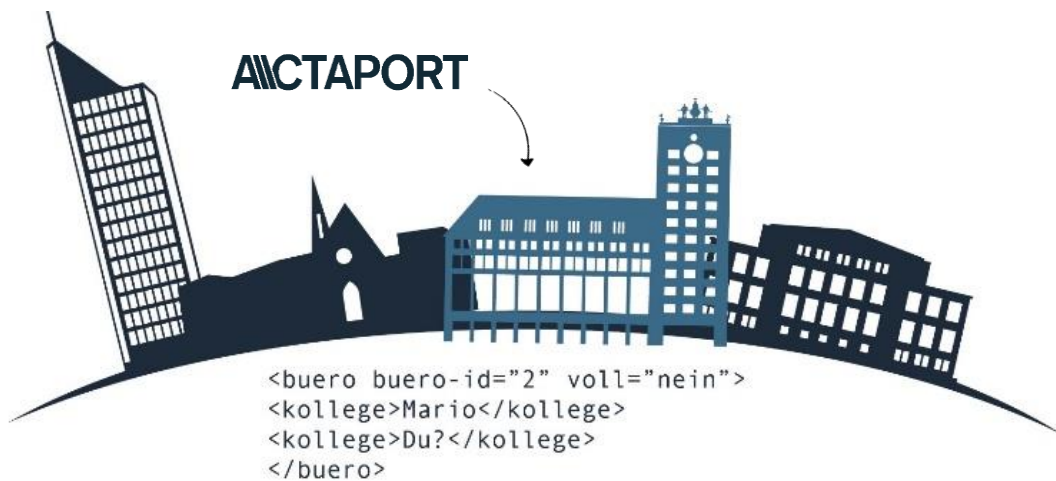 ACTAPORT
<buero buero-id=”2” voll=”nein”>
<kollege>Mario</kollege>
<kollege>Du?</kollege>
</buero>